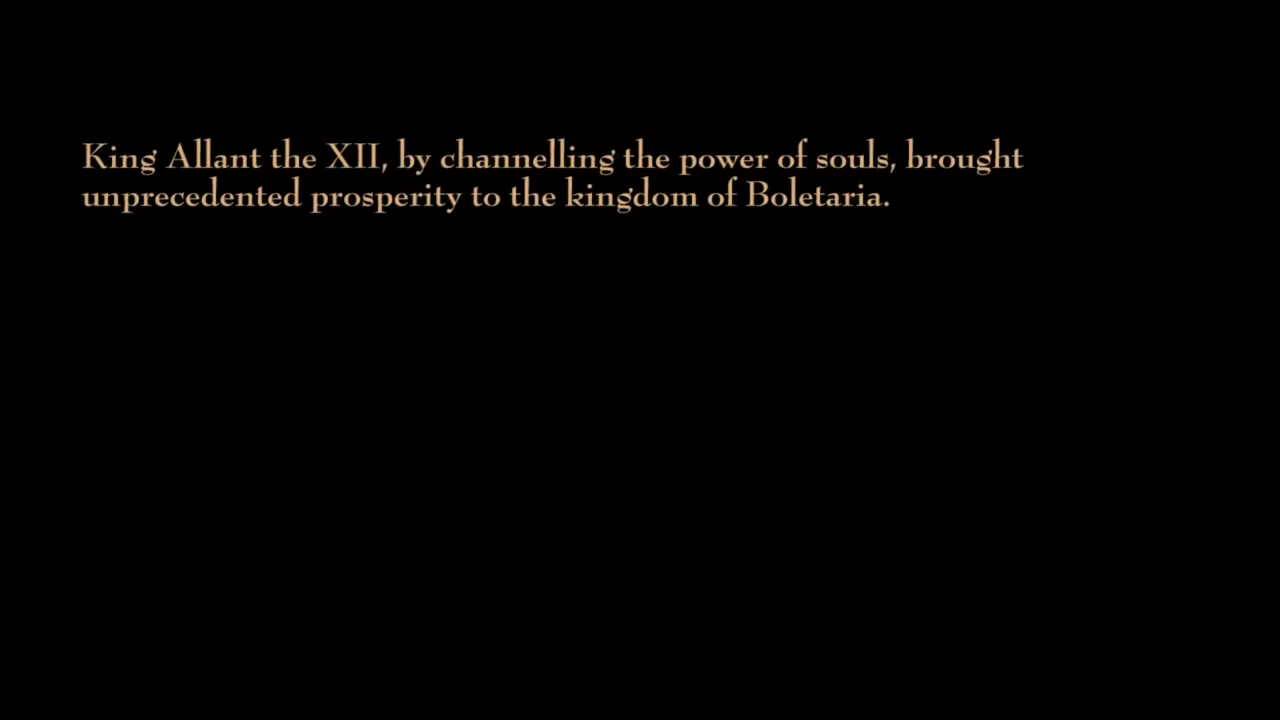 King Allant the XII, by channelling the power of souls, brought
unprecedented prosperity to the kingdom of Boletaria.